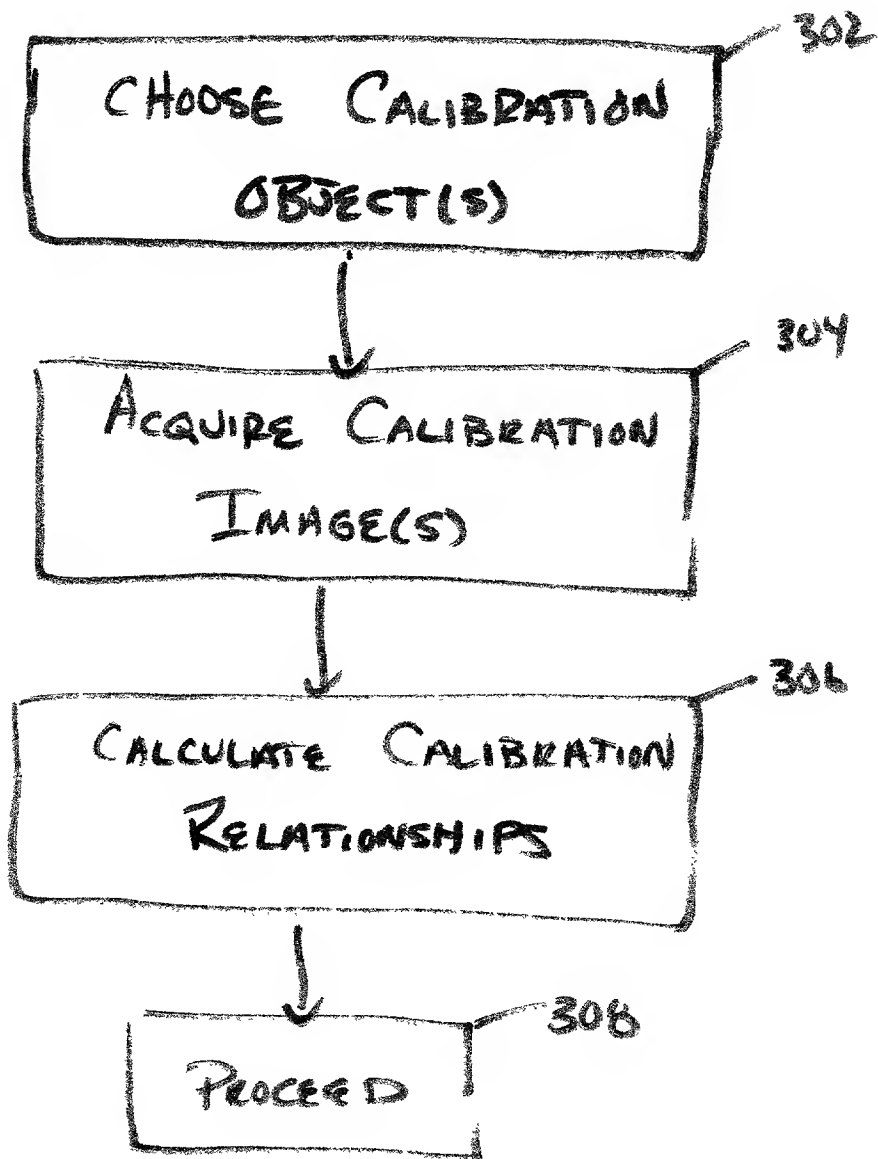 302
CHOOSE CALIBRATION
OBJECT(S)
304
ACQUIRE CALIBRATION
IMAGE(S)
306
CALCULATE CALIBRATION
RELATIONSHIPS
308
PROCEED